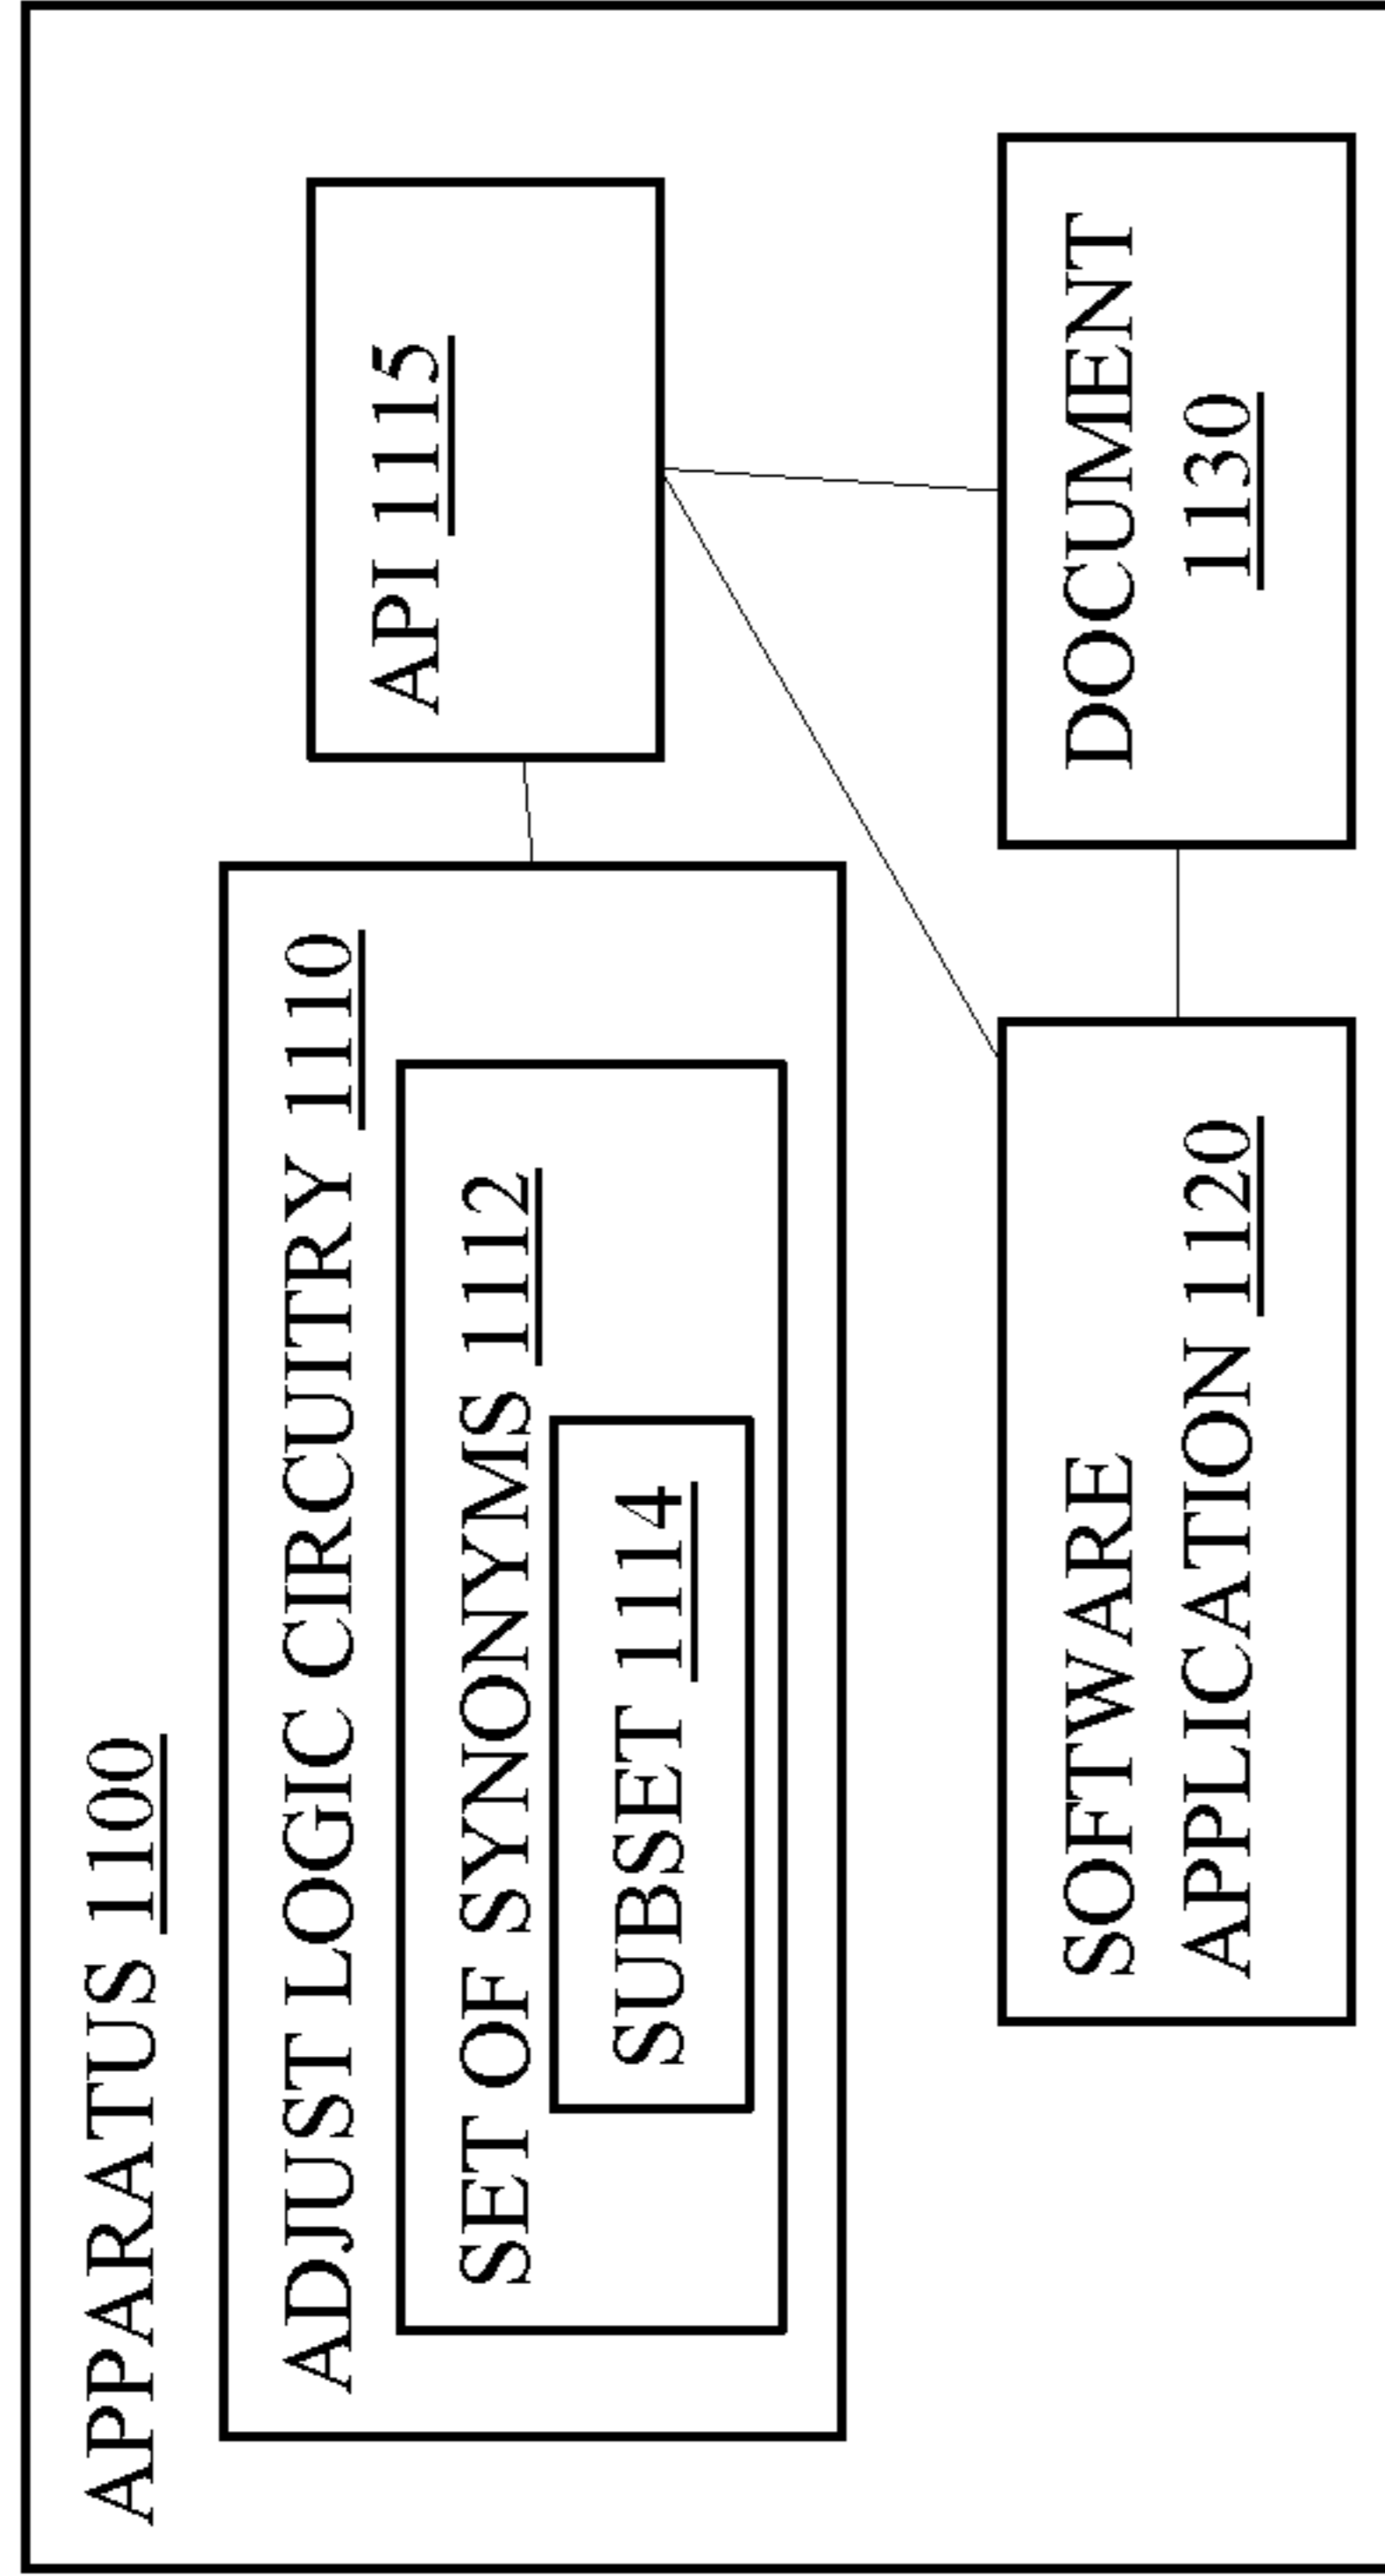 APPARATUS 1100
ADJUST LOGIC CIRCUITRY 1110
SET OF SYNONYMS 1112
SUBSET 1114
API 1115
SOFTWARE
APPLICATION 1120
DOCUMENT
1130